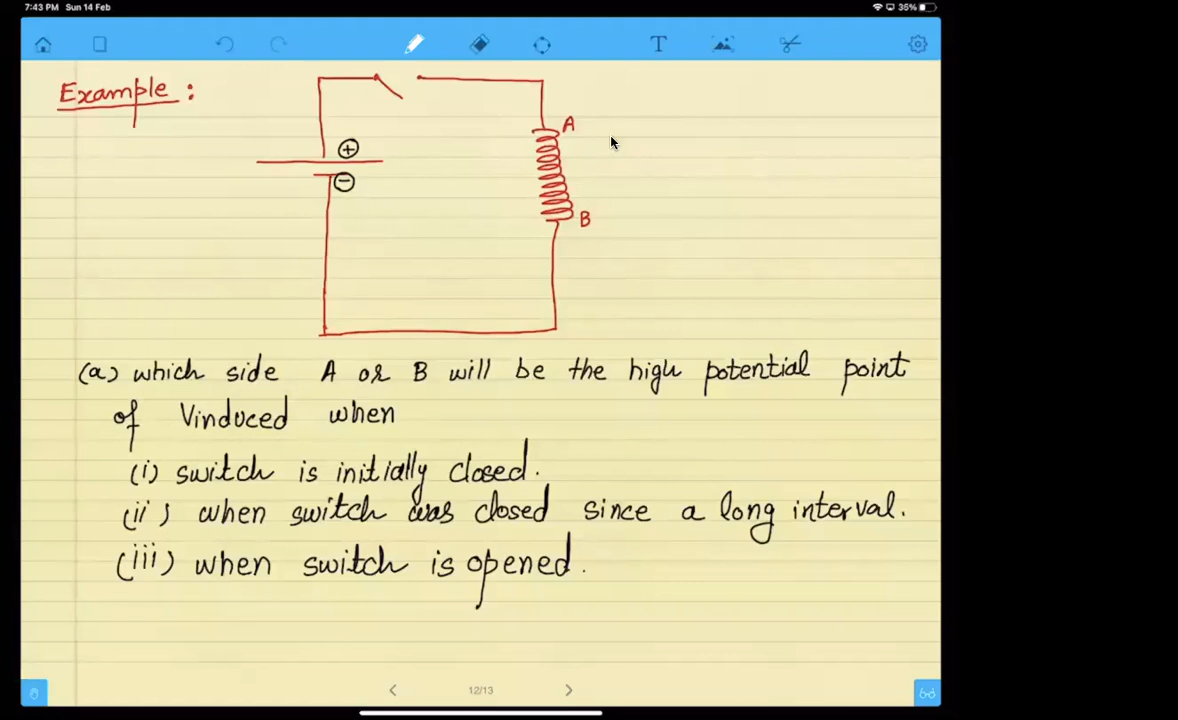 7:43 PM Sun 14 Feb
35%
T
Example :
+
A
-
B
(a) which side A or B will be the high potential point
of Vinduced when
(i) switch is initially closed.
(ii) when switch was closed since a long interval.
(iii) when switch is opened.
12/13